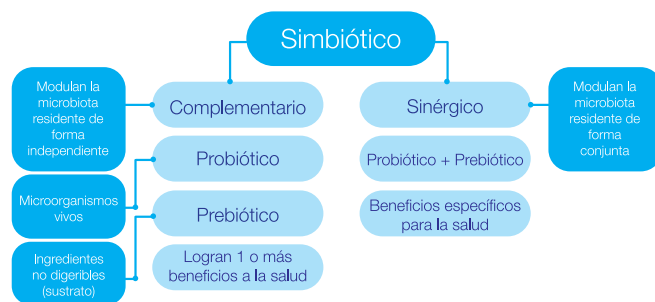 Simbiótico
Modulan la
microbiota
residente de
forma
independiente
Complementario
Sinérgico
Modulan la
microbiota
residente de
forma
conjunta
Probiótico
Probiótico + Prebiótico
Microorganismos
vivos
Prebiótico
Beneficios específicos
para la salud
Ingredientes
no digeribles
(sustrato)
Logran 1 o más
beneficios a la salud